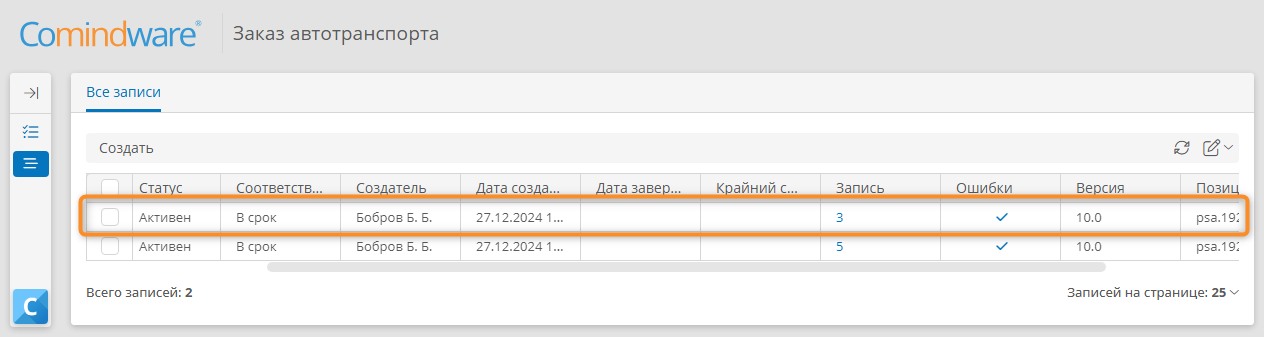 Comindware® Заказ автотранспорта
Все записи
Создать
Статус Соответств... Создатель Дата созда... Дата завер... Крайний с... Запись Ошибки Версия Позиц
Активен В срок Бобров Б. Б. 27.12.2024 1... 3 10.0 psa.192
Активен В срок Бобров Б. Б. 27.12.2024 1... 5 10.0 psa.192
Всего записей: 2 Записей на странице: 25
C